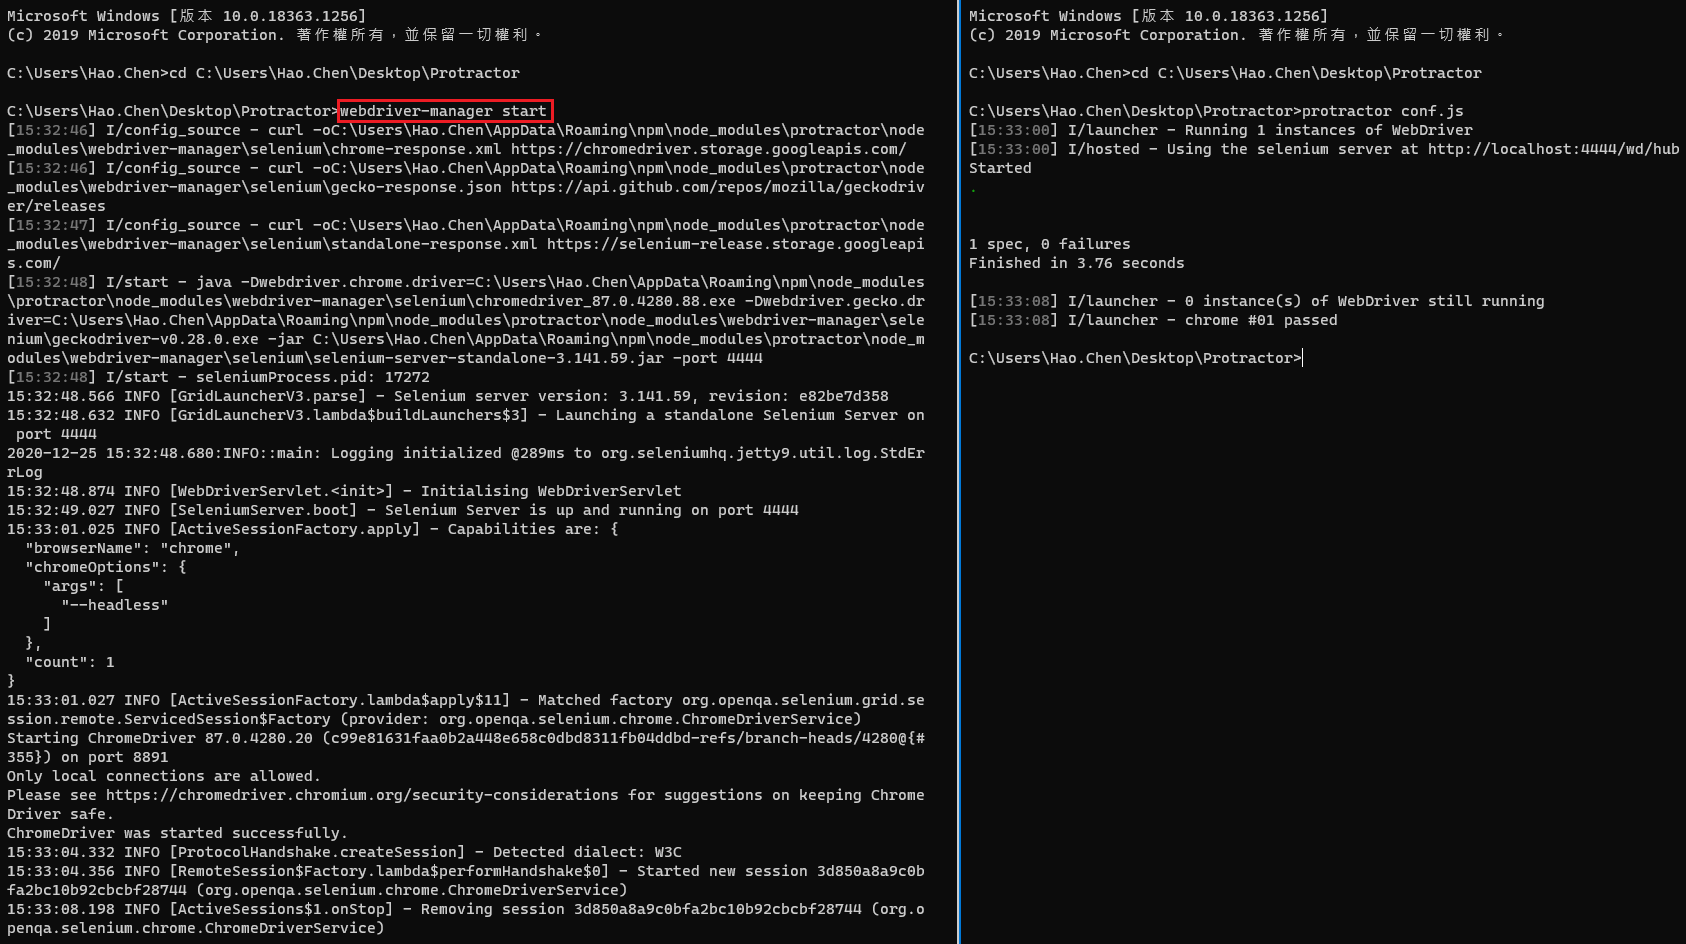 Microsoft Windows [版本 10.0.18363.1256]
(c) 2019 Microsoft Corporation. 著作權所有，並保留一切權利。
C:\Users\Hao.Chen>cd C:\Users\Hao.Chen\Desktop\Protractor
C:\Users\Hao.Chen\Desktop\Protractor>webdriver-manager start
[15:32:46] I/config_source - curl -oC:\Users\Hao.Chen\AppData\Roaming\npm\node_modules\protractor\node
_modules\webdriver-manager\selenium\chrome-response.xml https://chromedriver.storage.googleapis.com/
[15:32:46] I/config_source - curl -oC:\Users\Hao.Chen\AppData\Roaming\npm\node_modules\protractor\node
_modules\webdriver-manager\selenium\gecko-response.json https://api.github.com/repos/mozilla/geckodriv
er/releases
[15:32:47] I/config_source - curl -oC:\Users\Hao.Chen\AppData\Roaming\npm\node_modules\protractor\node
_modules\webdriver-manager\selenium\standalone-response.xml https://selenium-release.storage.googleapi
s.com/
[15:32:48] I/start - java -Dwebdriver.chrome.driver=C:\Users\Hao.Chen\AppData\Roaming\npm\node_modules
\protractor\node_modules\webdriver-manager\selenium\chromedriver_87.0.4280.88.exe -Dwebdriver.gecko.dr
iver=C:\Users\Hao.Chen\AppData\Roaming\npm\node_modules\protractor\node_modules\webdriver-manager\sele
nium\geckodriver-v0.28.0.exe -jar C:\Users\Hao.Chen\AppData\Roaming\npm\node_modules\protractor\node_m
odules\webdriver-manager\selenium\selenium-server-standalone-3.141.59.jar -port 4444
[15:32:48] I/start - seleniumProcess.pid: 17272
15:32:48.566 INFO [GridLauncherV3.parse] - Selenium server version: 3.141.59, revision: e82be7d358
15:32:48.632 INFO [GridLauncherV3.lambda$buildLaunchers$3] - Launching a standalone Selenium Server on
 port 4444
2020-12-25 15:32:48.680:INFO::main: Logging initialized @289ms to org.seleniumhq.jetty9.util.log.StdEr
rLog
15:32:48.874 INFO [WebDriverServlet.<init>] - Initialising WebDriverServlet
15:32:49.027 INFO [SeleniumServer.boot] - Selenium Server is up and running on port 4444
15:33:01.025 INFO [ActiveSessionFactory.apply] - Capabilities are: {
  "browserName": "chrome",
  "chromeOptions": {
    "args": [
      "--headless"
    ]
  },
  "count": 1
}
15:33:01.027 INFO [ActiveSessionFactory.lambda$apply$11] - Matched factory org.openqa.selenium.grid.se
ssion.remote.ServicedSession$Factory (provider: org.openqa.selenium.chrome.ChromeDriverService)
Starting ChromeDriver 87.0.4280.20 (c99e81631faa0b2a448e658c0dbd8311fb04ddbd-refs/branch-heads/4280@{#
355}) on port 8891
Only local connections are allowed.
Please see https://chromedriver.chromium.org/security-considerations for suggestions on keeping Chrome
Driver safe.
ChromeDriver was started successfully.
15:33:04.332 INFO [ProtocolHandshake.createSession] - Detected dialect: W3C
15:33:04.356 INFO [RemoteSession$Factory.lambda$performHandshake$0] - Started new session 3d850a8a9c0b
fa2bc10b92cbcbf28744 (org.openqa.selenium.chrome.ChromeDriverService)
15:33:08.198 INFO [ActiveSessions$1.onStop] - Removing session 3d850a8a9c0bfa2bc10b92cbcbf28744 (org.o
penqa.selenium.chrome.ChromeDriverService)
Microsoft Windows [版本 10.0.18363.1256]
(c) 2019 Microsoft Corporation. 著作權所有，並保留一切權利。
C:\Users\Hao.Chen>cd C:\Users\Hao.Chen\Desktop\Protractor
C:\Users\Hao.Chen\Desktop\Protractor>protractor conf.js
[15:33:00] I/launcher - Running 1 instances of WebDriver
[15:33:00] I/hosted - Using the selenium server at http://localhost:4444/wd/hub
Started
.
1 spec, 0 failures
Finished in 3.76 seconds
[15:33:08] I/launcher - 0 instance(s) of WebDriver still running
[15:33:08] I/launcher - chrome #01 passed
C:\Users\Hao.Chen\Desktop\Protractor>